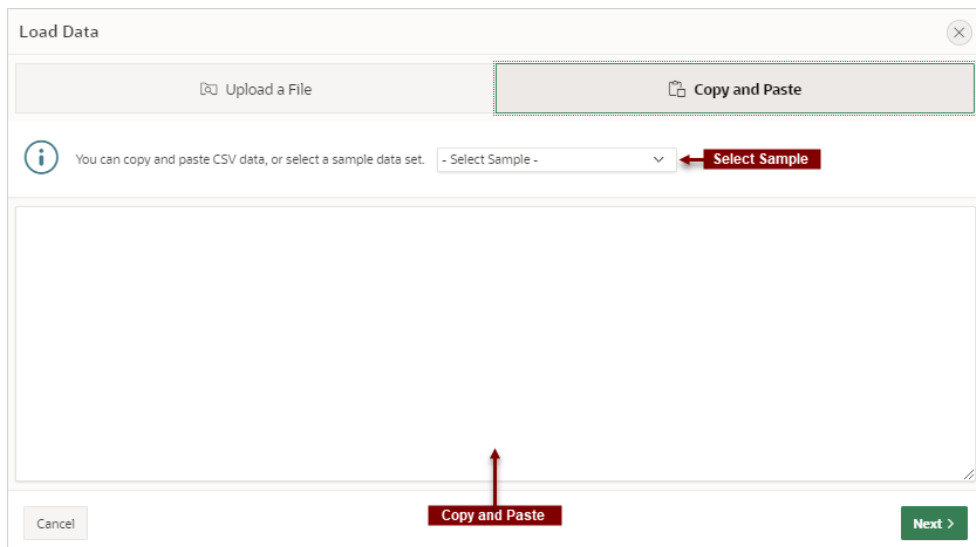 Load Data
Upload a File
Copy and Paste
You can copy and paste CSV data, or select a sample data set.
- Select Sample -
Select Sample
Copy and Paste
Cancel
Next >